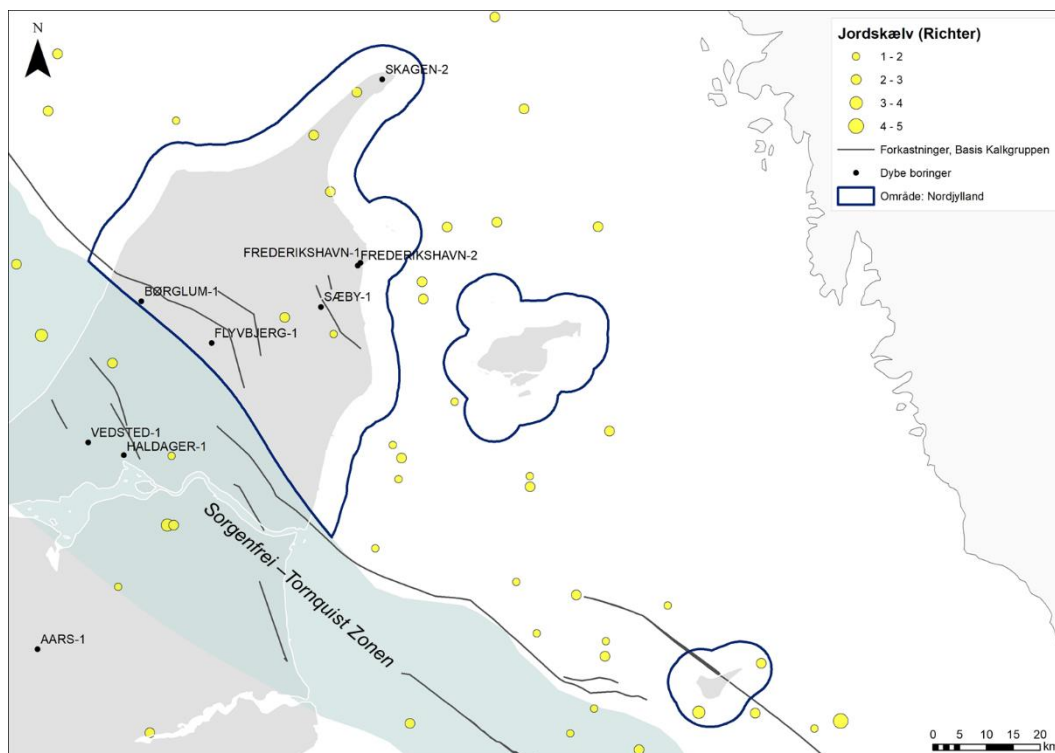 N
SKAGEN-2
FREDERIKSHAVN-1
FREDERIKSHAVN-2
BØRGLUM-1
SÆBY-1
FLYVBJERG-1
VEDSTED-1
HALDAGER-1
Sorgenfrei –Tornquist Zonen
AARS-1
Jordskælv (Richter)
1 - 2
2 - 3
3 - 4
4 - 5
Forkastninger, Basis Kalkgruppen
Dybe boringer
Område: Nordjylland
0 5 10 15 20
km